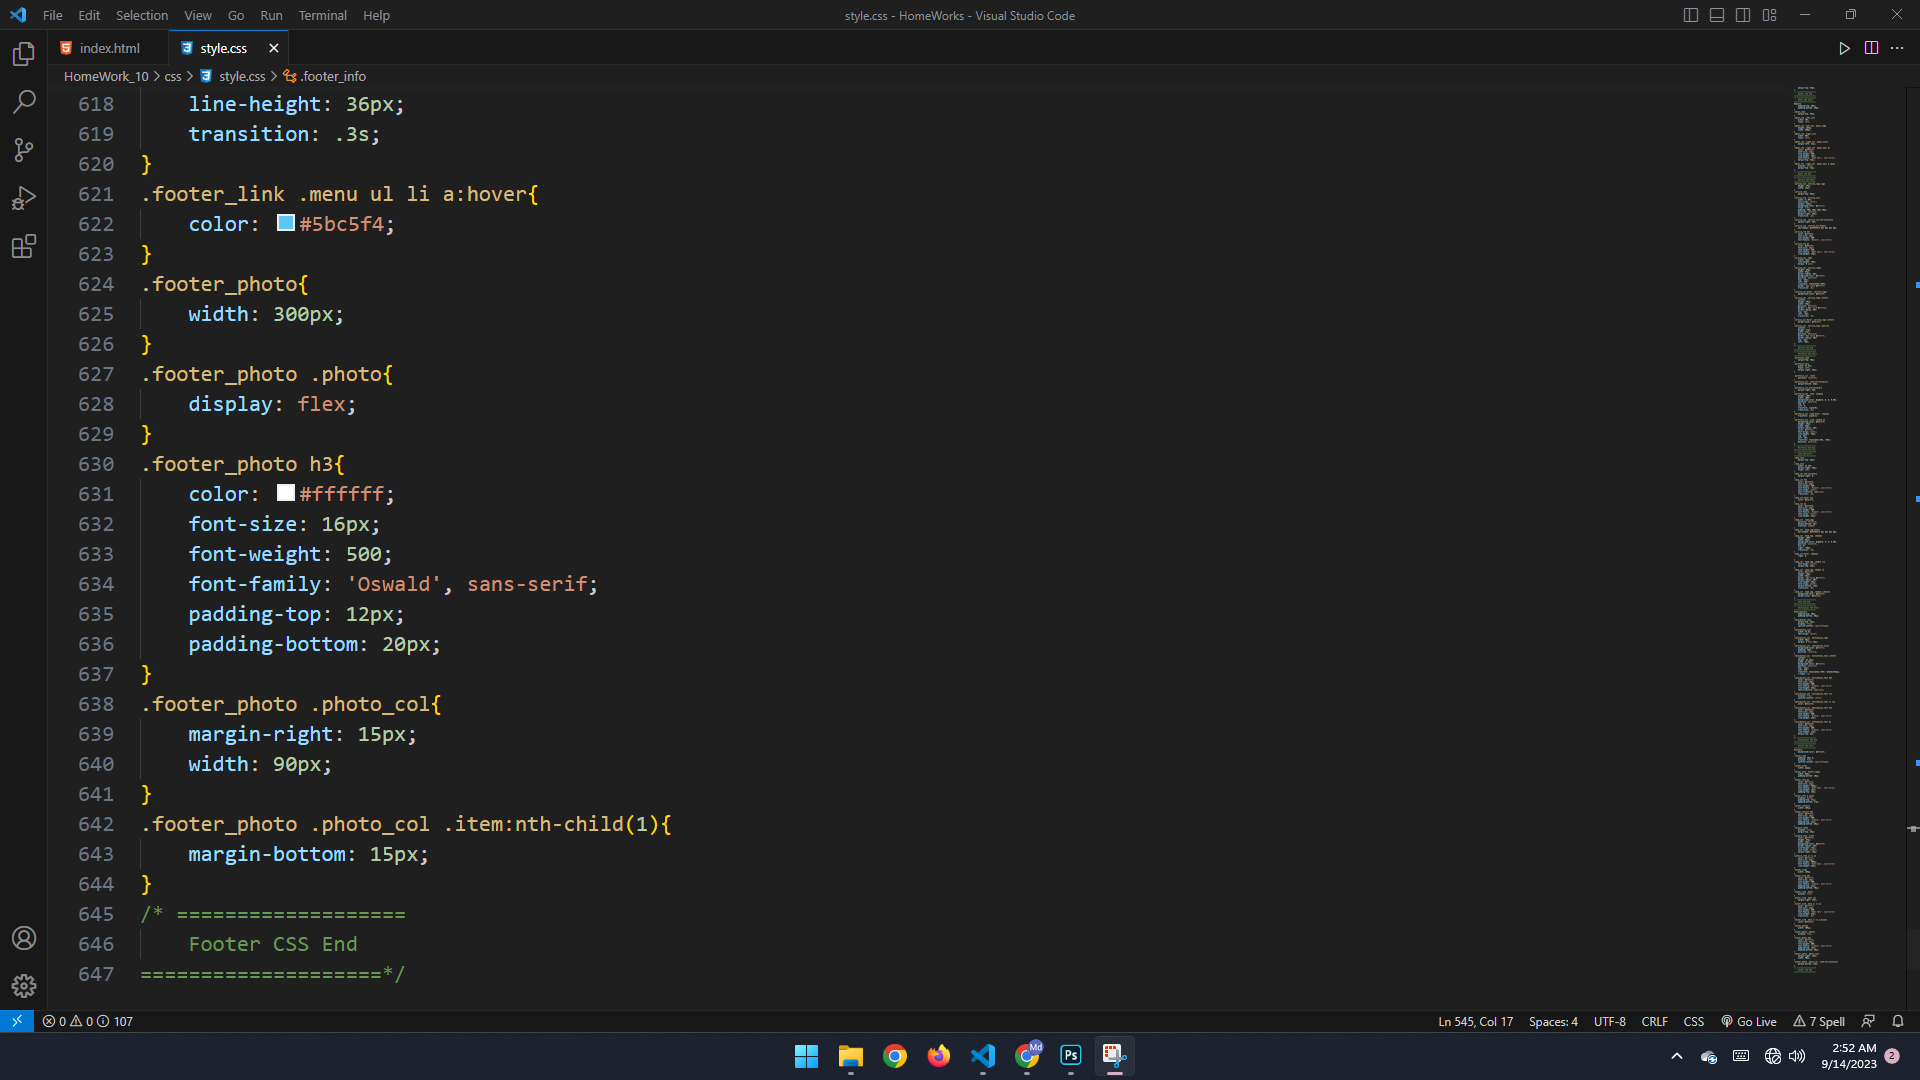 File Edit Selection View Go Run Terminal Help
style.css - HomeWorks - Visual Studio Code
index.html
style.css
HomeWork_10 > css > style.css > .footer_info
618 line-height: 36px;
619 transition: .3s;
620 }
621 .footer_link .menu ul li a:hover{
622 color: #5bc5f4;
623 }
624 .footer_photo{
625 width: 300px;
626 }
627 .footer_photo .photo{
628 display: flex;
629 }
630 .footer_photo h3{
631 color: #ffffff;
632 font-size: 16px;
633 font-weight: 500;
634 font-family: 'Oswald', sans-serif;
635 padding-top: 12px;
636 padding-bottom: 20px;
637 }
638 .footer_photo .photo_col{
639 margin-right: 15px;
640 width: 90px;
641 }
642 .footer_photo .photo_col .item:nth-child(1){
643 margin-bottom: 15px;
644 }
645 /* ===================
646 Footer CSS End
647 ====================*/
0 0 107
Ln 545, Col 17 Spaces: 4 UTF-8 CRLF CSS Go Live 7 Spell
Md
Ps
2:52 AM
9/14/2023
2